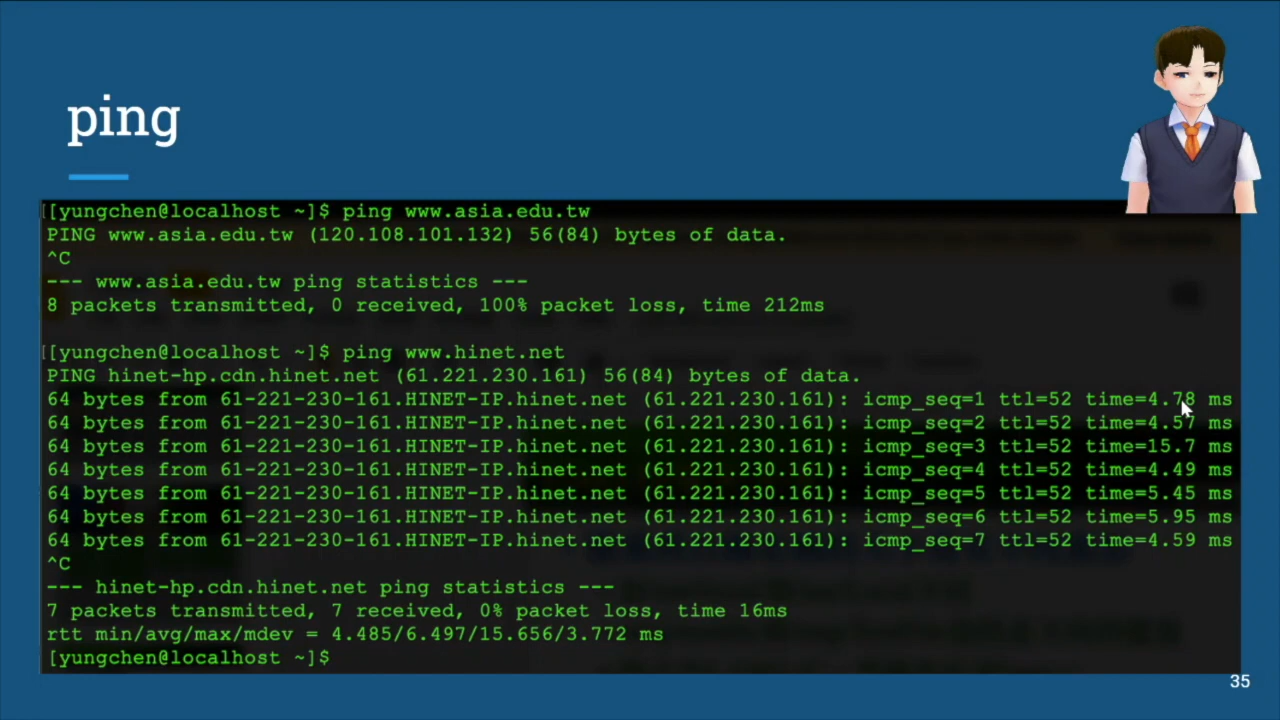 ping
[[yungchen@localhost ~]$ ping www.asia.edu.tw
PING www.asia.edu.tw (120.108.101.132) 56(84) bytes of data.
^C
--- www.asia.edu.tw ping statistics ---
8 packets transmitted, 0 received, 100% packet loss, time 212ms
[[yungchen@localhost ~]$ ping www.hinet.net
PING hinet-hp.cdn.hinet.net (61.221.230.161) 56(84) bytes of data.
64 bytes from 61-221-230-161.HINET-IP.hinet.net (61.221.230.161): icmp_seq=1 ttl=52 time=4.78 ms
64 bytes from 61-221-230-161.HINET-IP.hinet.net (61.221.230.161): icmp_seq=2 ttl=52 time=4.57 ms
64 bytes from 61-221-230-161.HINET-IP.hinet.net (61.221.230.161): icmp_seq=3 ttl=52 time=15.7 ms
64 bytes from 61-221-230-161.HINET-IP.hinet.net (61.221.230.161): icmp_seq=4 ttl=52 time=4.49 ms
64 bytes from 61-221-230-161.HINET-IP.hinet.net (61.221.230.161): icmp_seq=5 ttl=52 time=5.45 ms
64 bytes from 61-221-230-161.HINET-IP.hinet.net (61.221.230.161): icmp_seq=6 ttl=52 time=5.95 ms
64 bytes from 61-221-230-161.HINET-IP.hinet.net (61.221.230.161): icmp_seq=7 ttl=52 time=4.59 ms
^C
--- hinet-hp.cdn.hinet.net ping statistics ---
7 packets transmitted, 7 received, 0% packet loss, time 16ms
rtt min/avg/max/mdev = 4.485/6.497/15.656/3.772 ms
[yungchen@localhost ~]$
35